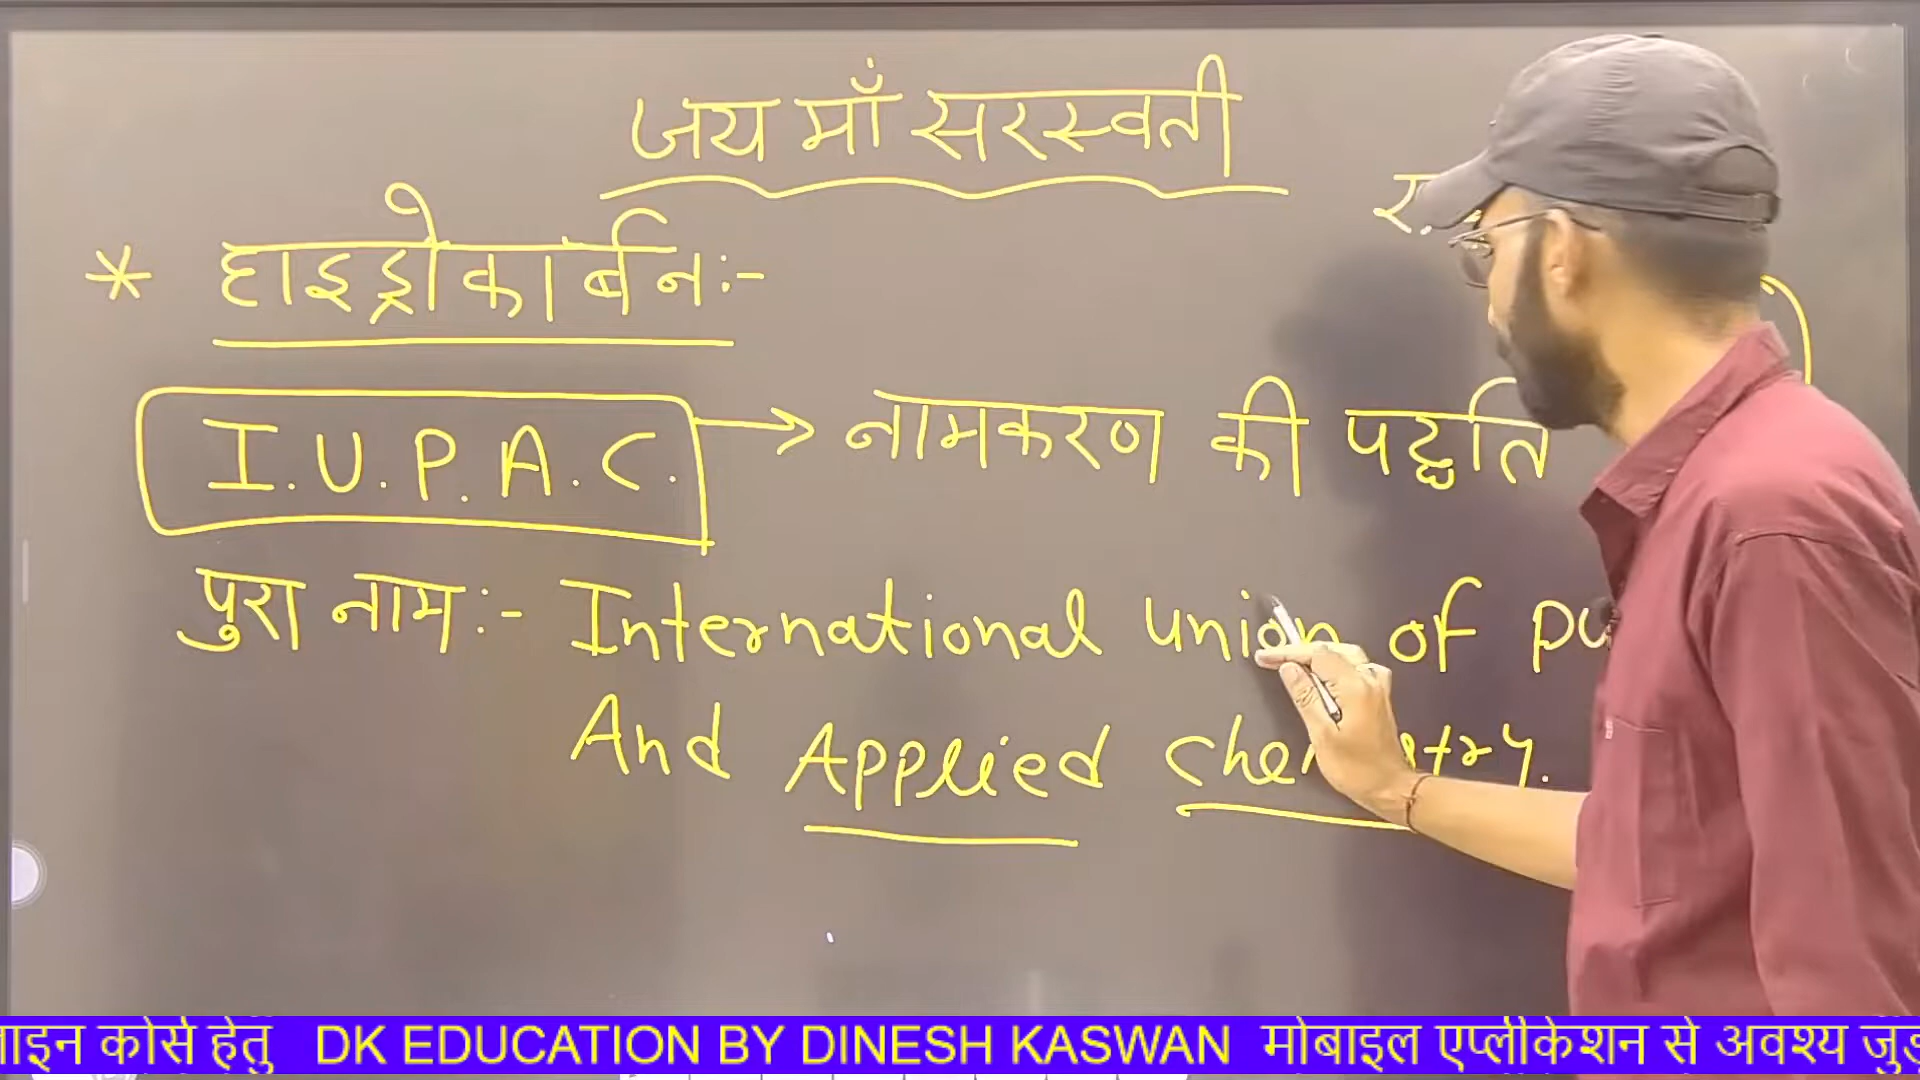 जय माँ सरस्वती
* हाइड्रोकार्बन:-
I.U.P.A.C. → नामकरण की पद्धति
पुरा नाम:- International union of
And Applied chemistry.
कोर्स हेतु DK EDUCATION BY DINESH KASWAN मोबाइल एप्लीकेशन से अवश्य